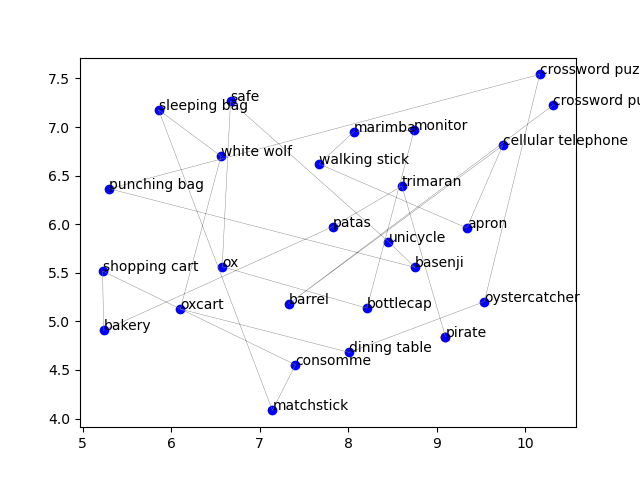 crossword puz
7.5
safe
sleeping bag
crossword pu
marimba
monitor
7.0
cellular telephone
white wolf
walking stick
6.5
punching bag
trimaran
patas
apron
6.0
unicycle
shopping cart
ox
basenji
5.5
oxcart
barrel
bottlecap
oystercatcher
5.0
bakery
pirate
dining table
consomme
4.5
matchstick
4.0
5
6
7
8
9
10